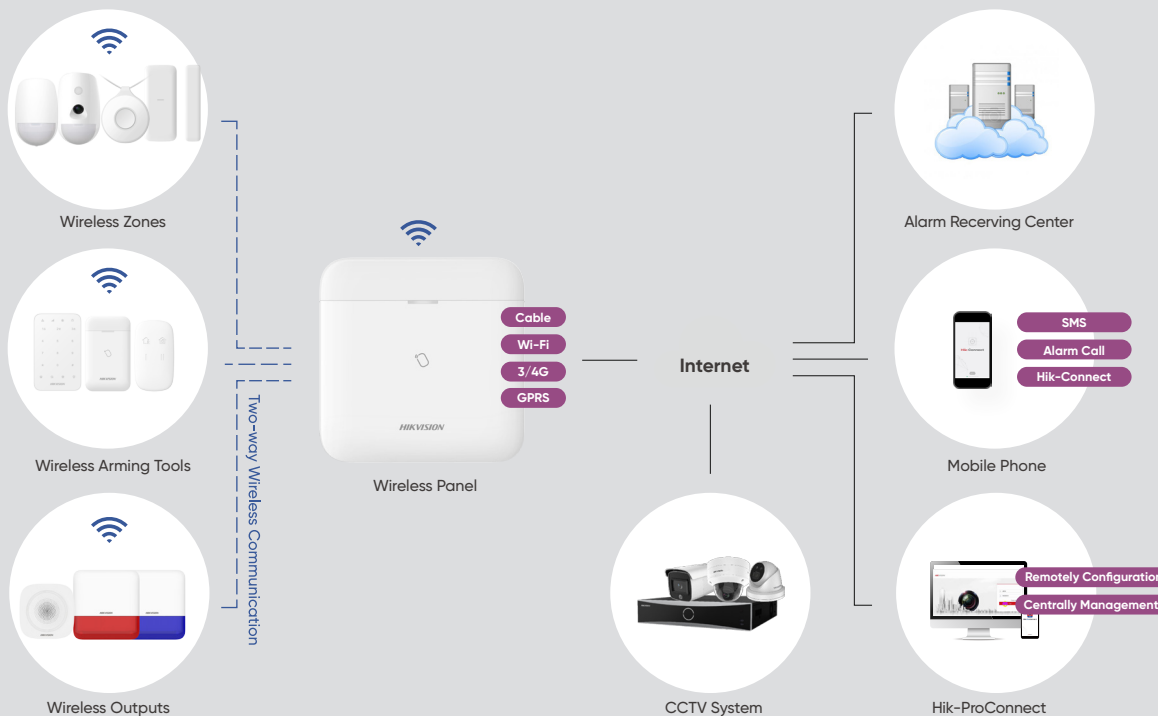 Wireless Zones
Wireless Arming Tools
Wireless Outputs
Two-way Wireless Communication
Cable
Wi-Fi
3/4G
GPRS
HIKVISION
Wireless Panel
Internet
CCTV System
Alarm Recerving Center
SMS
Alarm Call
Hik-Connect
Mobile Phone
Remotely Configuration
Centrally Management
Hik-ProConnect